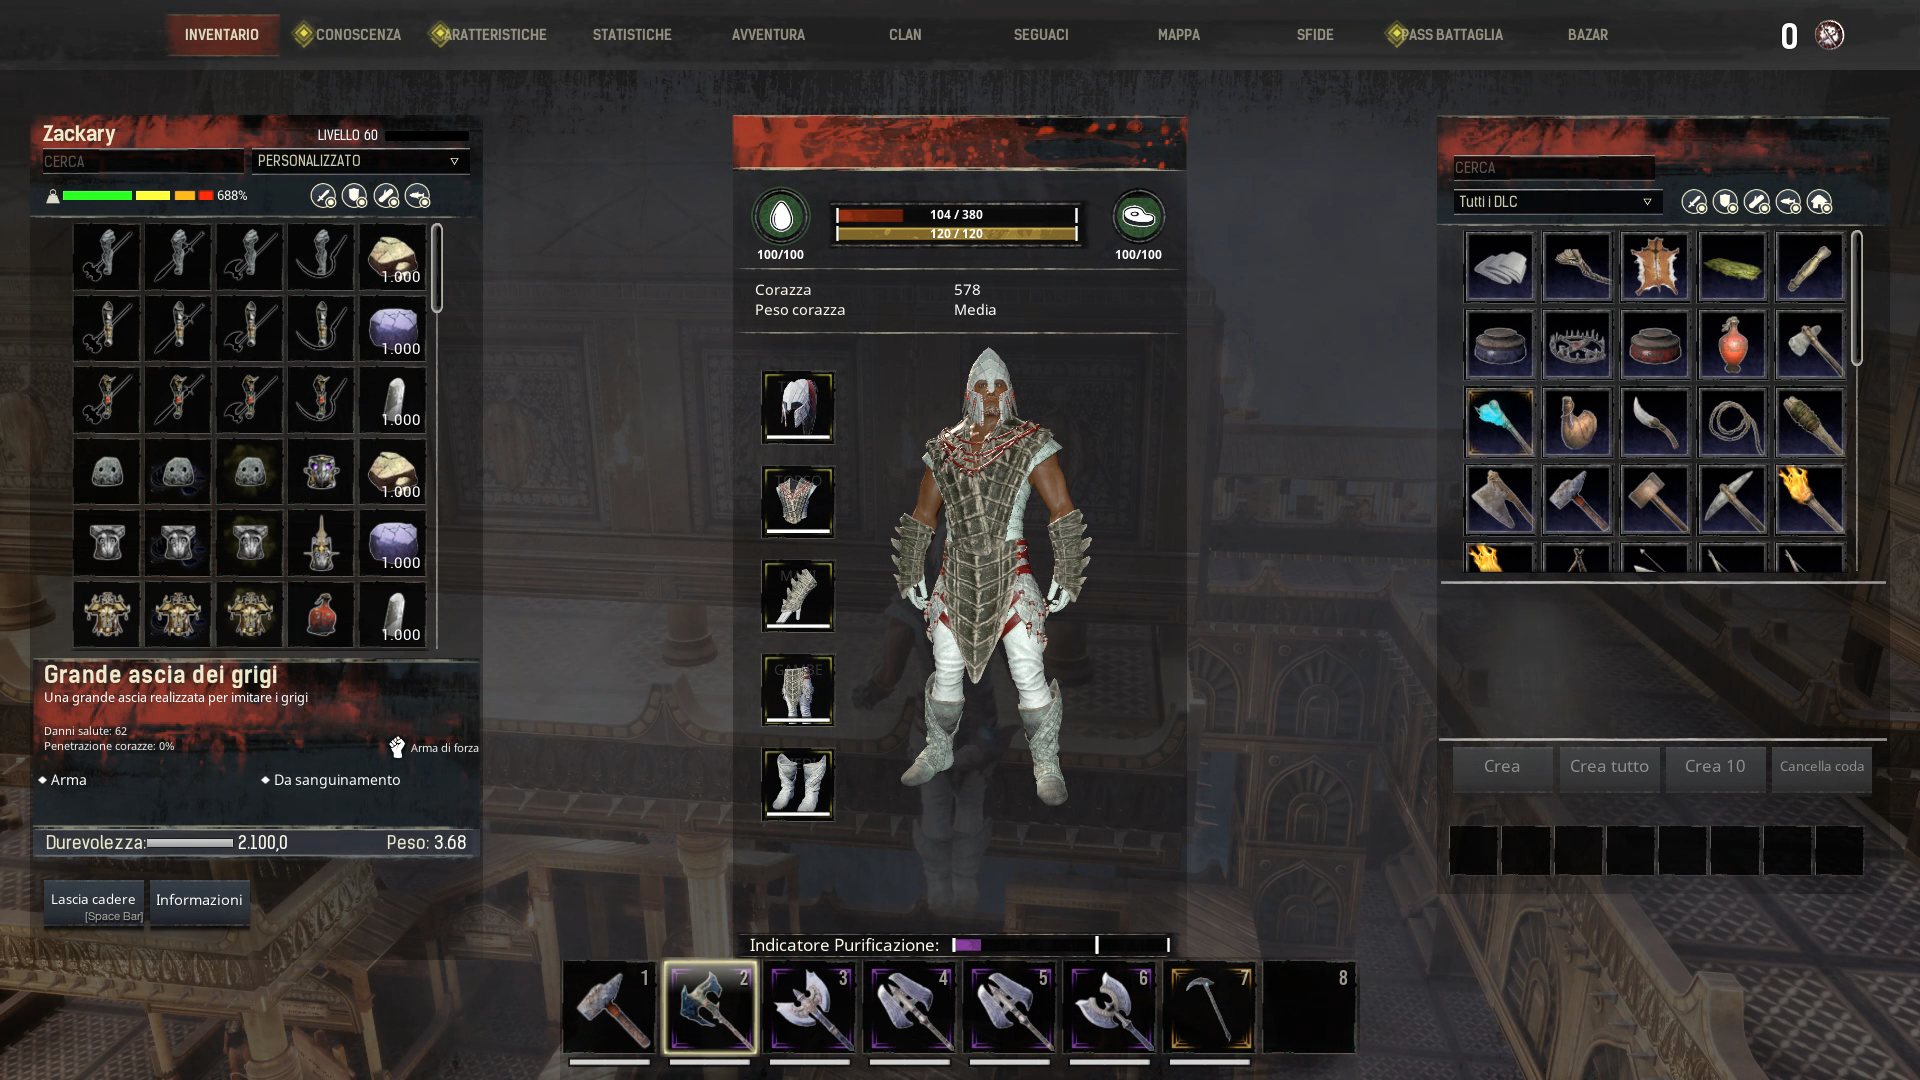 INVENTARIO
CONOSCENZA
ARATTERISTICHE
STATISTICHE
AVVENTURA
CLAN
SEGUACI
MAPPA
SFIDE
PASS BATTAGLIA
BAZAR
0
Zackary
LIVELLO 60
CERCA
PERSONALIZZATO
688%
1.000
1.000
1.000
1.000
1.000
1.000
Grande ascia dei grigi
Una grande ascia realizzata per imitare i grigi
Danni salute: 62
Penetrazione corazze: 0%
Arma di forza
Arma
Da sanguinamento
Durevolezza:
2.100,0
Peso: 3.68
Lascia cadere
[Space Bar]
Informazioni
104 / 380
120 / 120
100/100
100/100
Corazza 578
Peso corazza Media
Indicatore Purificazione:
1
2
3
4
5
6
7
8
CERCA
Tutti i DLC
Crea
Crea tutto
Crea 10
Cancella coda